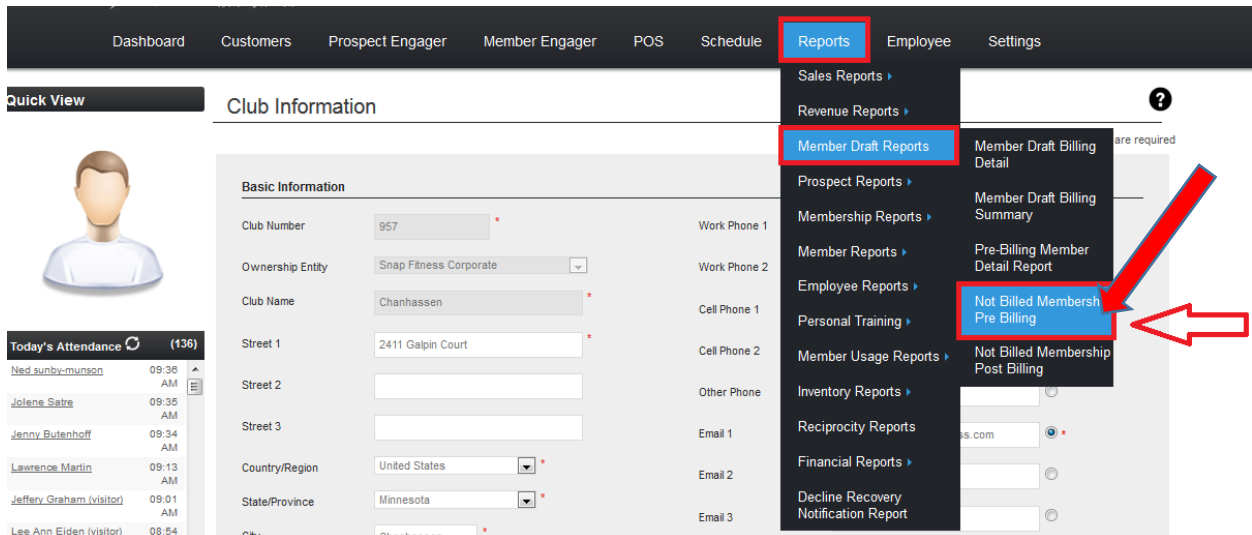 Dashboard Customers Prospect Engager Member Engager POS Schedule Reports Employee Settings
Quick View
Club Information
?
are required
Basic Information
Club Number 957 *
Ownership Entity Snap Fitness Corporate
Club Name Chanhassen *
Street 1 2411 Galpin Court *
Street 2
Street 3
Country/Region United States *
State/Province Minnesota *
*
Work Phone 1
Work Phone 2
Cell Phone 1
Cell Phone 2
Other Phone
Email 1 ss.com *
Email 2
Email 3
Sales Reports
Revenue Reports
Member Draft Reports
Prospect Reports
Membership Reports
Member Reports
Employee Reports
Personal Training
Member Usage Reports
Inventory Reports
Reciprocity Reports
Financial Reports
Decline Recovery
Notification Report
Member Draft Billing
Detail
Member Draft Billing
Summary
Pre-Billing Member
Detail Report
Not Billed Membersh
Pre Billing
Not Billed Membership
Post Billing
Today's Attendance (136)
Ned sunby-munson 09:36
AM
Jolene Satre 09:35
AM
Jenny Butenhoff 09:34
AM
Lawrence Martin 09:13
AM
Jeffery Graham (visitor) 09:01
AM
Lee Ann Eiden (visitor) 08:54